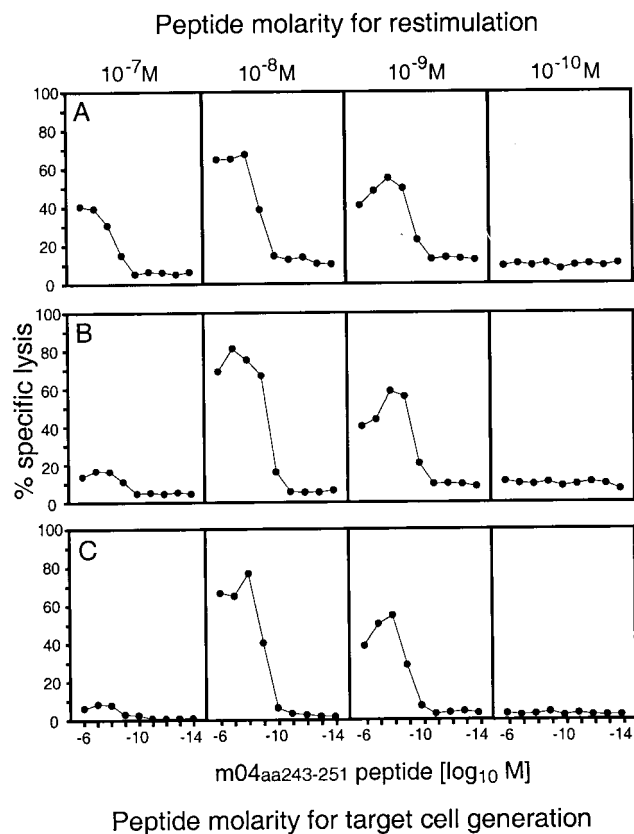 Peptide molarity for restimulation
10-7M 10-8M 10-9M 10-10M
100
A
80
60
40
20
0
100
B
80
60
40
20
0
100
C
80
60
40
20
0
% specific lysis
-6 -10 -14 -6 -10 -14 -6 -10 -14 -6 -10 -14
m04aa243-251 peptide [log10 M]
Peptide molarity for target cell generation